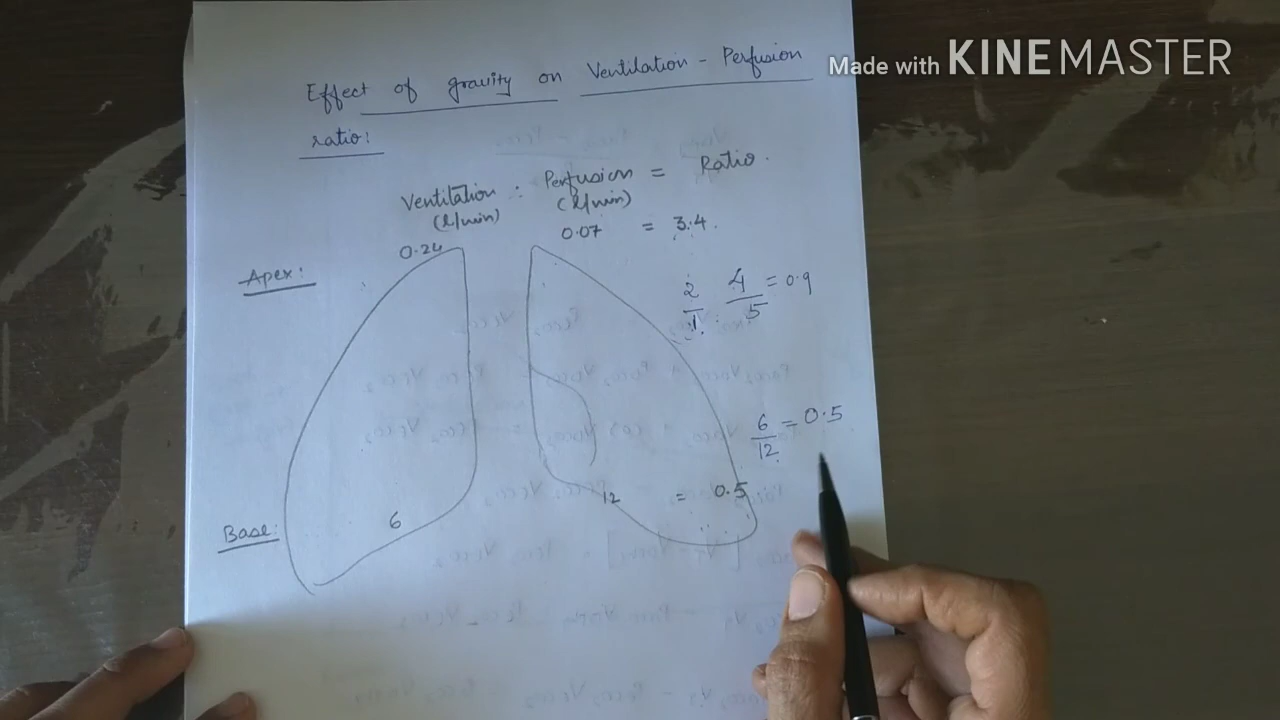 Made with KINEMASTER
Effect of gravity on Ventilation - Perfusion
ratio:
Ventilation : Perfusion = Ratio.
(l/min) (l/min)
0.24 0.07 = 3.4.
Apex:
2/1 4/5 = 0.9
6/12 = 0.5
Base: 6 12 = 0.5